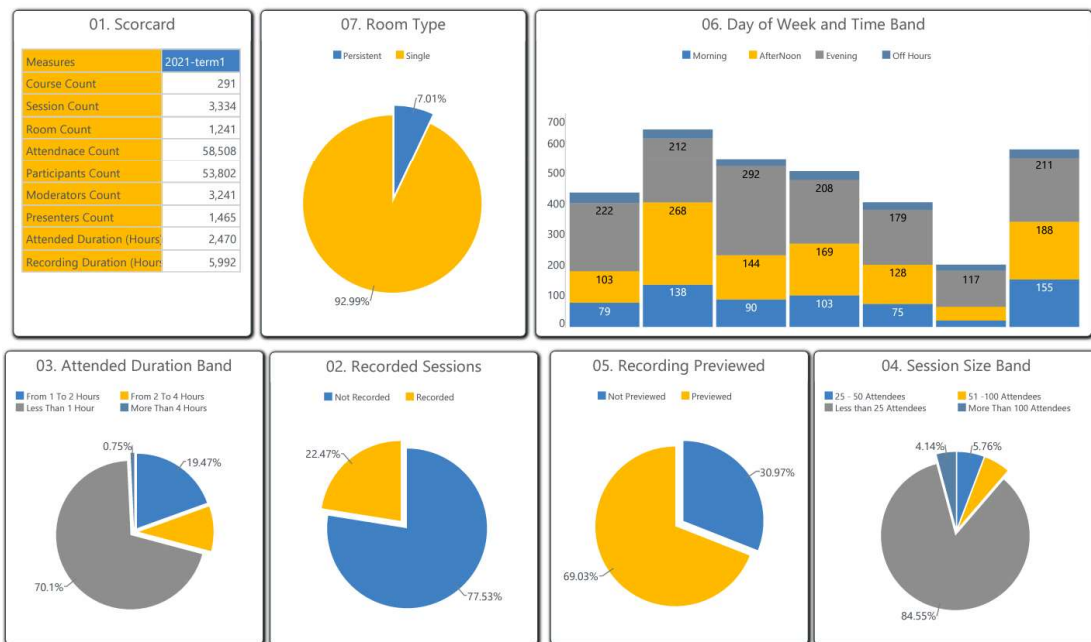 01. Scorcard
Measures 2021-term1
Course Count 291
Session Count 3,334
Room Count 1,241
Attendnace Count 58,508
Participants Count 53,802
Moderators Count 3,241
Presenters Count 1,465
Attended Duration (Hours) 2,470
Recording Duration (Hours 5,992
07. Room Type
Persistent Single
7.01%
92.99%
06. Day of Week and Time Band
Morning AfterNoon Evening Off Hours
700
600
500
400
300
200
100
0
222 103 79
212 268 138
292 144 90
208 169 103
179 128 75
117
211 188 155
03. Attended Duration Band
From 1 To 2 Hours From 2 To 4 Hours
Less Than 1 Hour More Than 4 Hours
0.75%
19.47%
70.1%
02. Recorded Sessions
Not Recorded Recorded
22.47%
77.53%
05. Recording Previewed
Not Previewed Previewed
30.97%
69.03%
04. Session Size Band
25 - 50 Attendees 51 -100 Attendees
Less than 25 Attendees More Than 100 Attendees
4.14%
5.76%
84.55%